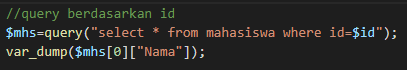 //query berdasarkan id
$mhs=query("select * from mahasiswa where id=$id");
var_dump($mhs[0]["Nama"]);